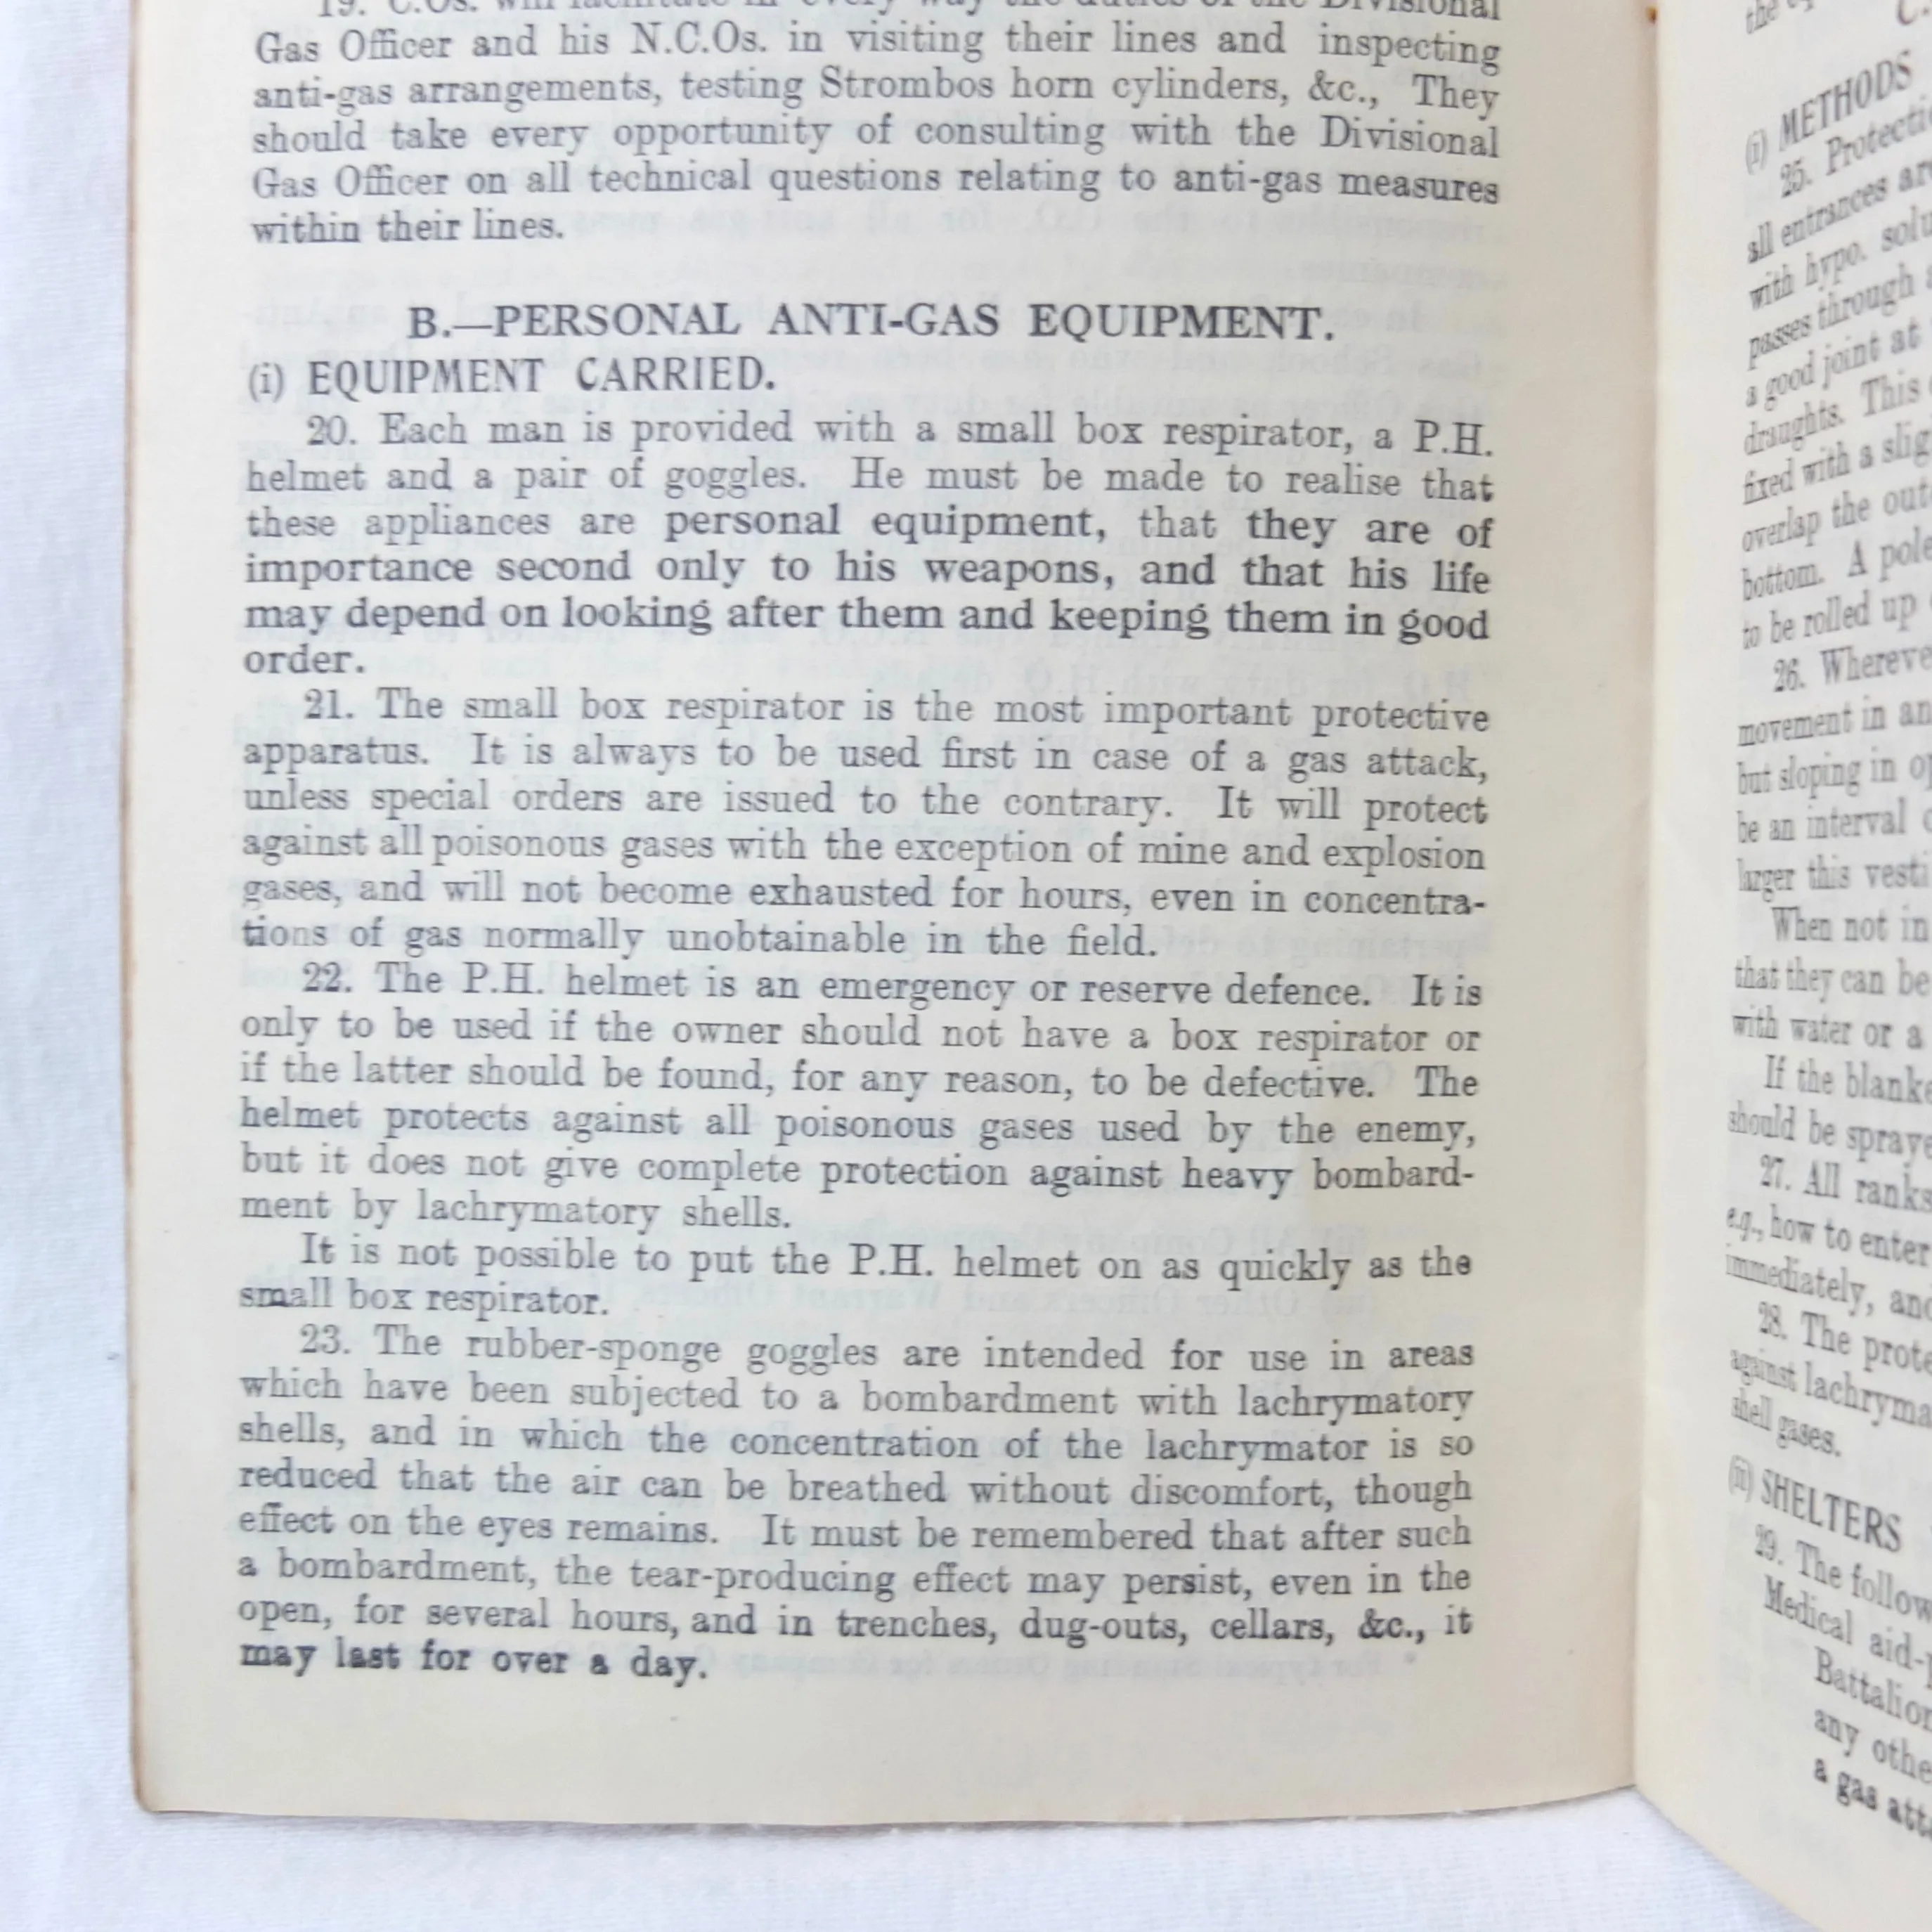 19. C.Os. will facilitate in every way the duties of the Divisional
Gas Officer and his N.C.Os. in visiting their lines and inspecting
anti-gas arrangements, testing Strombos horn cylinders, &c., They
should take every opportunity of consulting with the Divisional
Gas Officer on all technical questions relating to anti-gas measures
within their lines.
B.—PERSONAL ANTI-GAS EQUIPMENT.
(i) EQUIPMENT CARRIED.
20. Each man is provided with a small box respirator, a P.H.
helmet and a pair of goggles. He must be made to realise that
these appliances are personal equipment, that they are of
importance second only to his weapons, and that his life
may depend on looking after them and keeping them in good
order.
21. The small box respirator is the most important protective
apparatus. It is always to be used first in case of a gas attack,
unless special orders are issued to the contrary. It will protect
against all poisonous gases with the exception of mine and explosion
gases, and will not become exhausted for hours, even in concentra-
tions of gas normally unobtainable in the field.
22. The P.H. helmet is an emergency or reserve defence. It is
only to be used if the owner should not have a box respirator or
if the latter should be found, for any reason, to be defective. The
helmet protects against all poisonous gases used by the enemy,
but it does not give complete protection against heavy bombard-
ment by lachrymatory shells.
It is not possible to put the P.H. helmet on as quickly as the
small box respirator.
23. The rubber-sponge goggles are intended for use in areas
which have been subjected to a bombardment with lachrymatory
shells, and in which the concentration of the lachrymator is so
reduced that the air can be breathed without discomfort, though
effect on the eyes remains. It must be remembered that after such
a bombardment, the tear-producing effect may persist, even in the
open, for several hours, and in trenches, dug-outs, cellars, &c., it
may last for over a day.
the
(i) METHODS
25.
all entrances
with hypo.
passes through
a good joint at
draughts. This
fixed with a
overlap the
bottom. A pole
to be rolled up
26.
movement in
but sloping in
be an interval
larger this
When not in
that they can be
with water or a
If the
should be
27. All ranks
e.g., how to enter
immediately,
28. The
against
shell gases.
(ii) SHELTERS
29. The
Medical
any
a gas